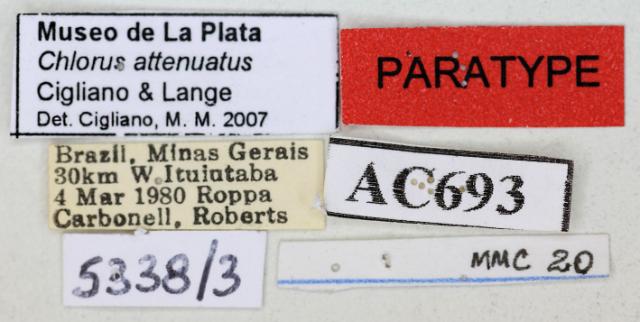 Museo de La Plata
Chlorus attenuatus
Cigliano & Lange
Det. Cigliano, M. M. 2007
PARATYPE
Brazil, Minas Gerais
30km W.Ituiutaba
4 Mar 1980 Roppa
Carbonell, Roberts
AC693
5338/3
MMC 20